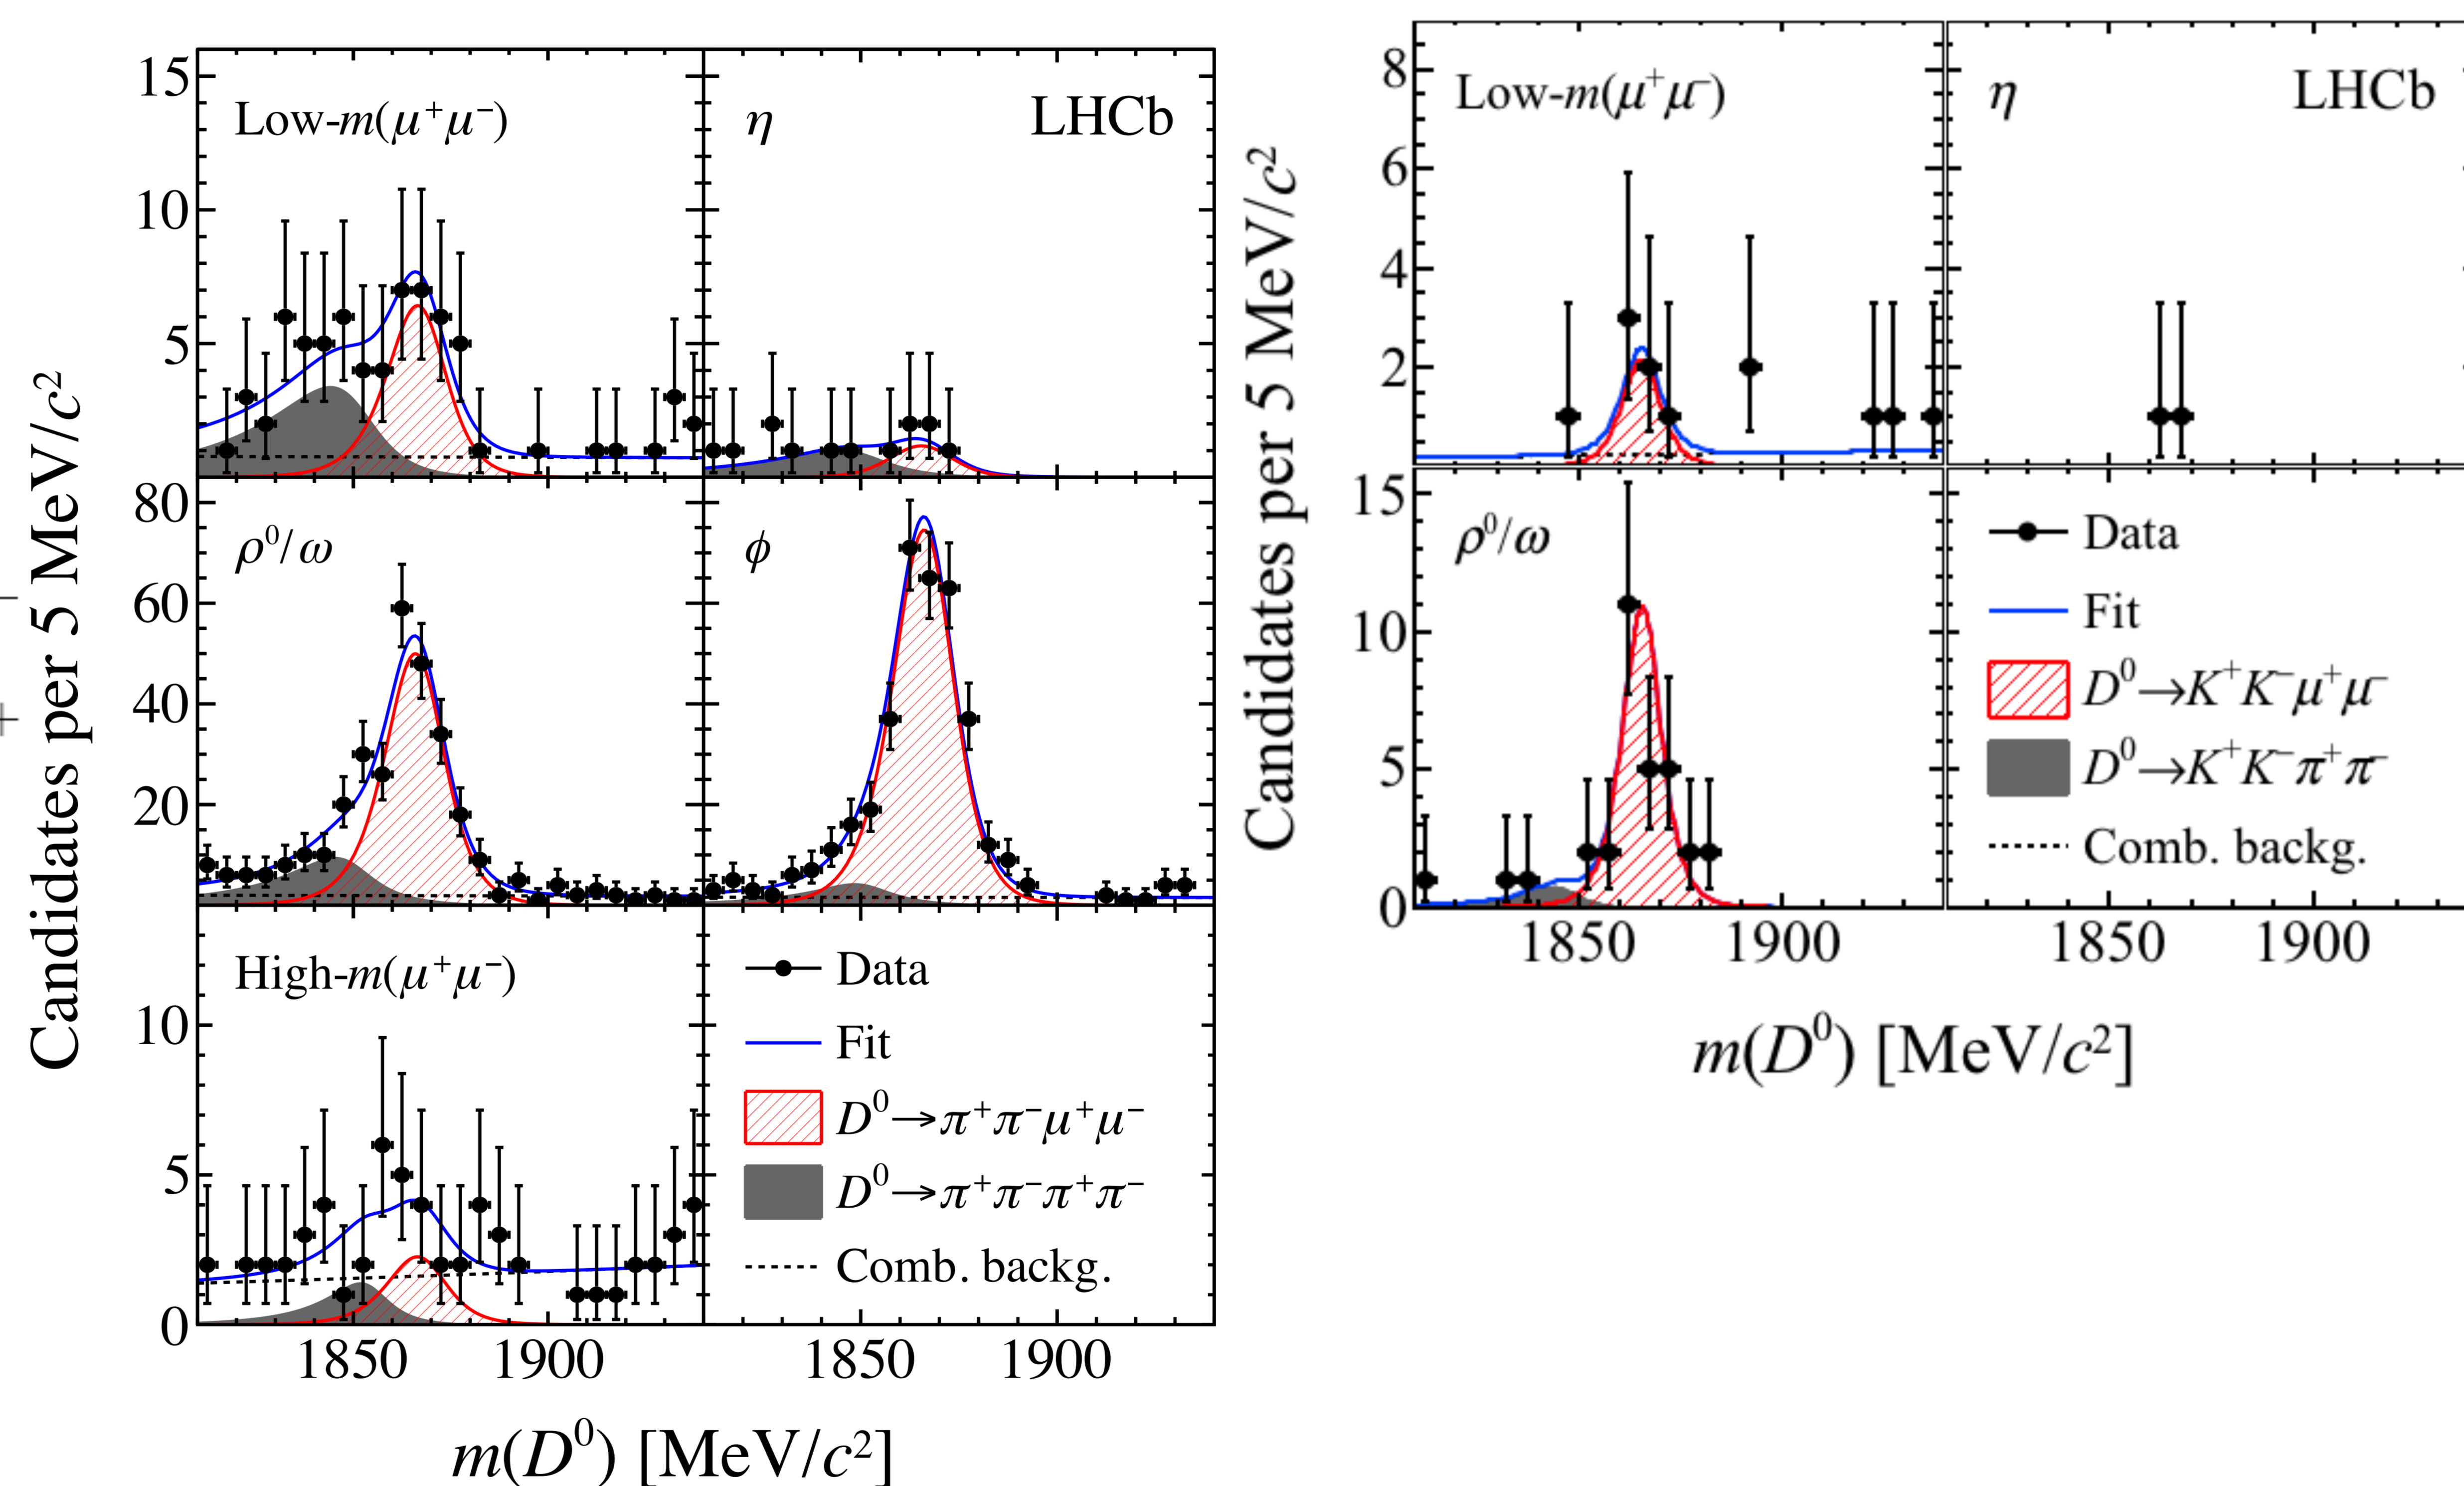 Candidates per 5 MeV/c²
15
10
5
Low-m(μ⁺μ⁻)
η
LHCb
80
60
40
20
ρ⁰/ω
ϕ
10
5
0
High-m(μ⁺μ⁻)
Data
Fit
D⁰→π⁺π⁻μ⁺μ⁻
D⁰→π⁺π⁻π⁺π⁻
Comb. backg.
1850 1900 1850 1900
m(D⁰) [MeV/c²]
Candidates per 5 MeV/c²
8
6
4
2
Low-m(μ⁺μ⁻)
η
LHCb
15
10
5
0
ρ⁰/ω
Data
Fit
D⁰→K⁺K⁻μ⁺μ⁻
D⁰→K⁺K⁻π⁺π⁻
Comb. backg.
1850 1900 1850 1900
m(D⁰) [MeV/c²]